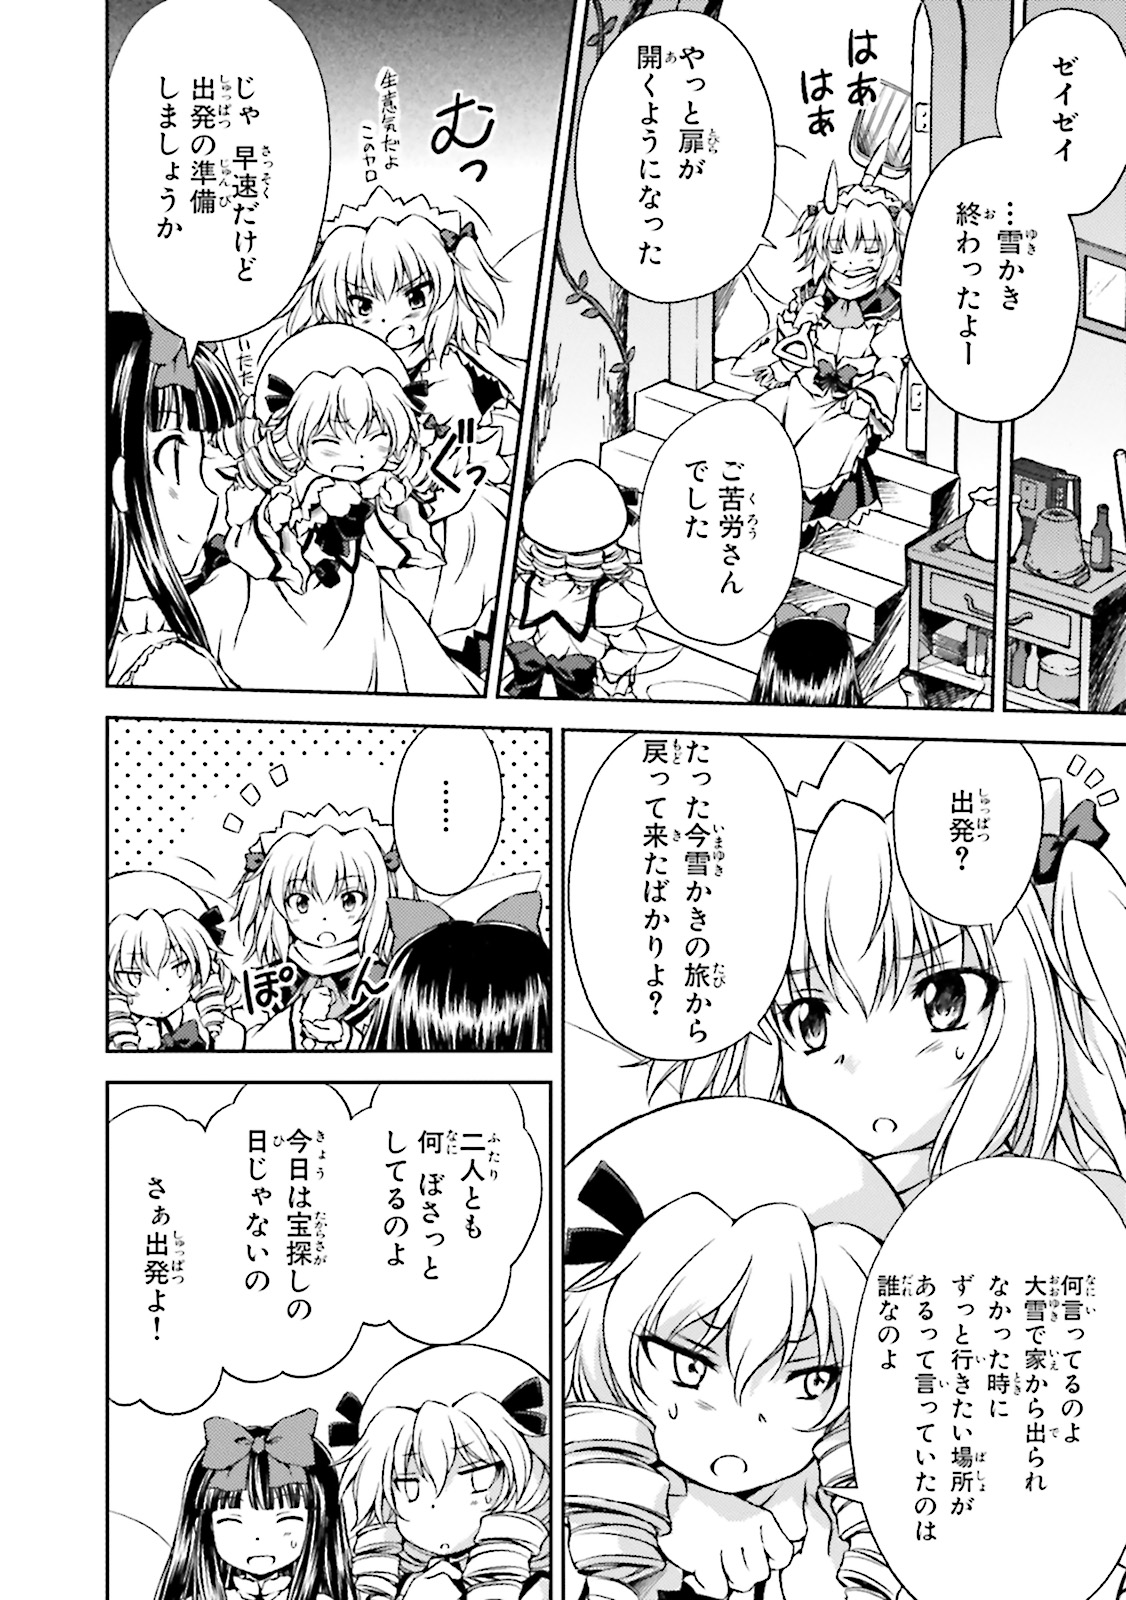 ゼイゼイ
…雪かき
終わったよー
はぁ
はぁ
やっと扉が
開くようになった
ご苦労さん
でした
むっ
生意気だよ
このヤロ
いたた
ぐっ
じゃ 早速だけど
出発の準備
しましょうか
出発？
たった今雪かきの旅から
戻って来たばかりよ？
何言ってるのよ
大雪で家から出られ
なかった時に
ずっと行きたい場所が
あるって言っていたのは
誰なのよ
……
ぽん
二人とも
何 ぼさっと
してるのよ
今日は宝探しの
日じゃないの
さぁ出発よ！